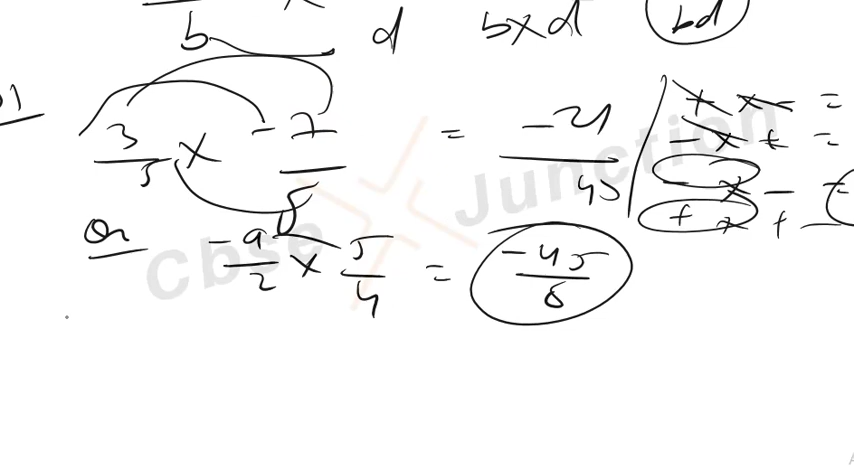 b d b×d bd
3/5 × -7/8 = -21/40
+ × - =
- × + =
- × -
+ × +
or -9/2 × 5/4 = -45/8
Cbse Junction